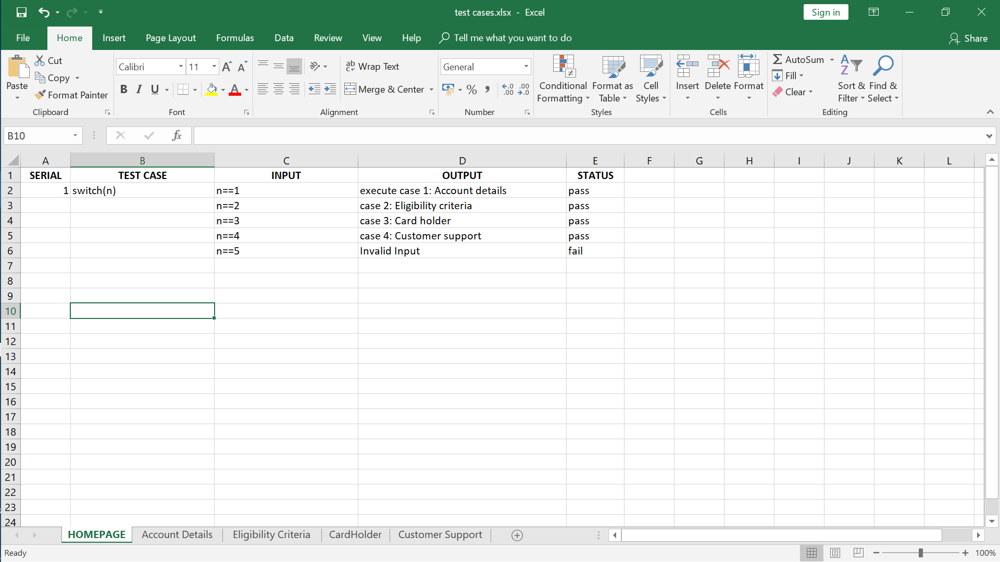 test cases.xlsx - Excel
Sign in
File Home Insert Page Layout Formulas Data Review View Help Tell me what you want to do Share
Paste
Cut
Copy
Format Painter
Clipboard
Calibri 11 A A
B I U A
Font
ab Wrap Text
Merge & Center
Alignment
General
% , .0 .00 .00 .0
Number
Conditional Formatting
Format as Table
Cell Styles
Styles
Insert Delete Format
Cells
AutoSum
Fill
Clear
A Z
Sort & Filter
Find & Select
Editing
B10 fx
A B C D E F G H I J K L
1 SERIAL TEST CASE INPUT OUTPUT STATUS
2 1 switch(n) n==1 execute case 1: Account details pass
3 n==2 case 2: Eligibility criteria pass
4 n==3 case 3: Card holder pass
5 n==4 case 4: Customer support pass
6 n==5 Invalid Input fail
7
8
9
10
11
12
13
14
15
16
17
18
19
20
21
22
23
24
HOMEPAGE Account Details Eligibility Criteria CardHolder Customer Support
Ready 100%